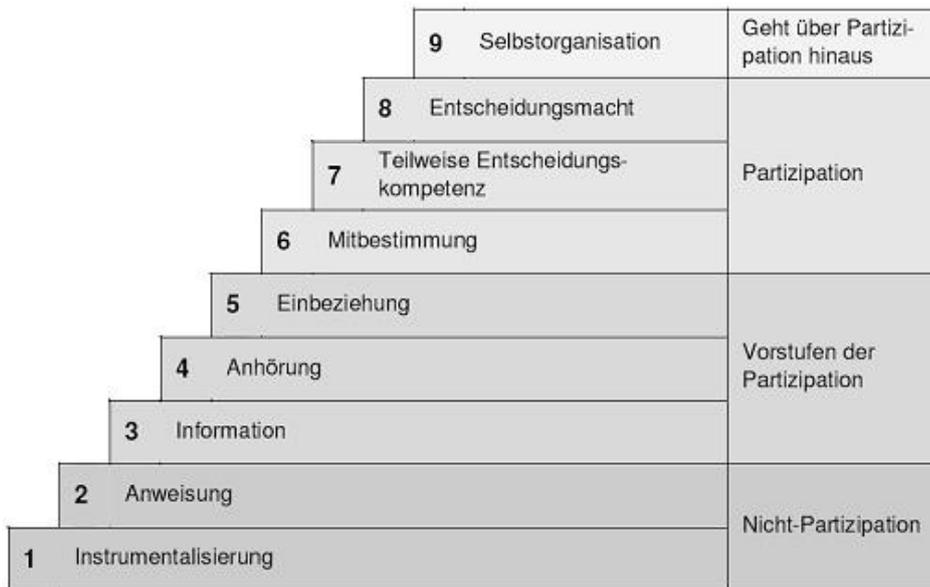 9 Selbstorganisation
Geht über Partizi-
pation hinaus
8 Entscheidungsmacht
7 Teilweise Entscheidungs-
kompetenz
Partizipation
6 Mitbestimmung
5 Einbeziehung
4 Anhörung
Vorstufen der
Partizipation
3 Information
2 Anweisung
Nicht-Partizipation
1 Instrumentalisierung